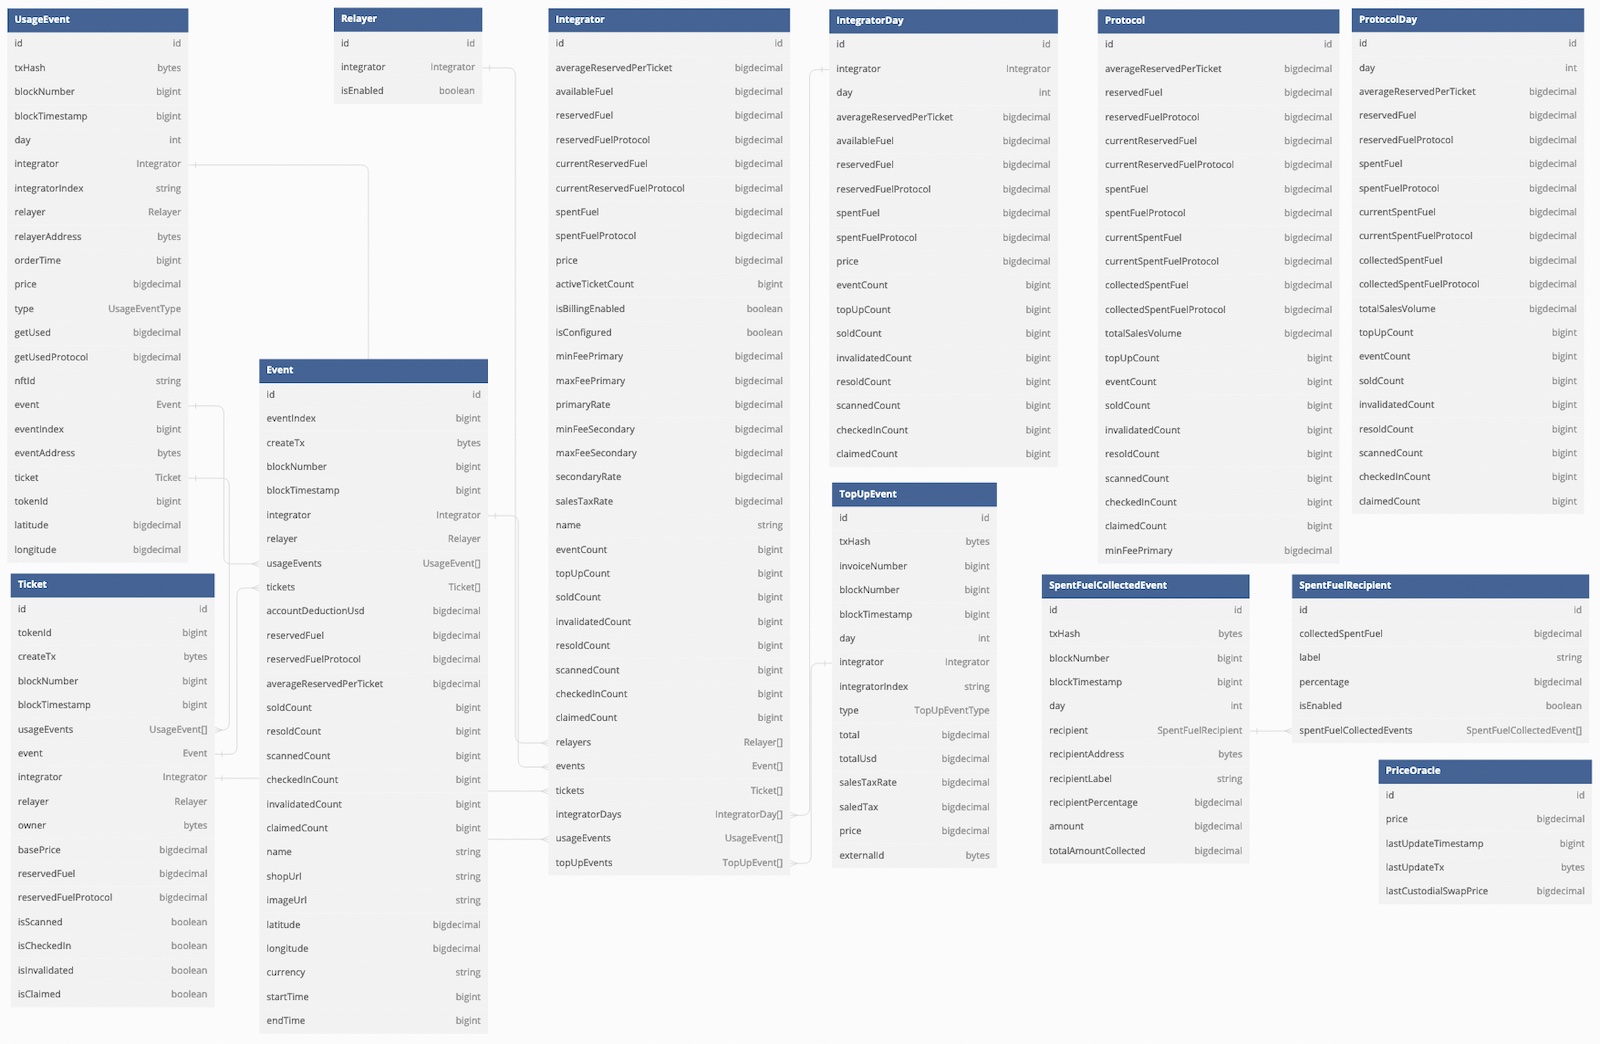 UsageEvent
id id
txHash bytes
blockNumber bigint
blockTimestamp bigint
day int
integrator Integrator
integratorIndex string
relayer Relayer
relayerAddress bytes
orderTime bigint
price bigdecimal
type UsageEventType
getUsed bigdecimal
getUsedProtocol bigdecimal
nftId string
event Event
eventIndex bigint
eventAddress bytes
ticket Ticket
tokenId bigint
latitude bigdecimal
longitude bigdecimal
Ticket
id id
tokenId bigint
createTx bytes
blockNumber bigint
blockTimestamp bigint
usageEvents UsageEvent[]
event Event
integrator Integrator
relayer Relayer
owner bytes
basePrice bigdecimal
reservedFuel bigdecimal
reservedFuelProtocol bigdecimal
isScanned boolean
isCheckedIn boolean
isInvalidated boolean
isClaimed boolean
Relayer
id id
integrator Integrator
isEnabled boolean
Event
id id
eventIndex bigint
createTx bytes
blockNumber bigint
blockTimestamp bigint
integrator Integrator
relayer Relayer
usageEvents UsageEvent[]
tickets Ticket[]
accountDeductionUsd bigdecimal
reservedFuel bigdecimal
reservedFuelProtocol bigdecimal
averageReservedPerTicket bigdecimal
soldCount bigint
resoldCount bigint
scannedCount bigint
checkedInCount bigint
invalidatedCount bigint
claimedCount bigint
name string
shopUrl string
imageUrl string
latitude bigdecimal
longitude bigdecimal
currency string
startTime bigint
endTime bigint
Integrator
id id
averageReservedPerTicket bigdecimal
availableFuel bigdecimal
reservedFuel bigdecimal
reservedFuelProtocol bigdecimal
currentReservedFuel bigdecimal
currentReservedFuelProtocol bigdecimal
spentFuel bigdecimal
spentFuelProtocol bigdecimal
price bigdecimal
activeTicketCount bigint
isBillingEnabled boolean
isConfigured boolean
minFeePrimary bigdecimal
maxFeePrimary bigdecimal
primaryRate bigdecimal
minFeeSecondary bigdecimal
maxFeeSecondary bigdecimal
secondaryRate bigdecimal
salesTaxRate bigdecimal
name string
eventCount bigint
topUpCount bigint
soldCount bigint
invalidatedCount bigint
resoldCount bigint
scannedCount bigint
checkedInCount bigint
claimedCount bigint
relayers Relayer[]
events Event[]
tickets Ticket[]
integratorDays IntegratorDay[]
usageEvents UsageEvent[]
topUpEvents TopUpEvent[]
IntegratorDay
id id
integrator Integrator
day int
averageReservedPerTicket bigdecimal
availableFuel bigdecimal
reservedFuel bigdecimal
reservedFuelProtocol bigdecimal
spentFuel bigdecimal
spentFuelProtocol bigdecimal
price bigdecimal
eventCount bigint
topUpCount bigint
soldCount bigint
invalidatedCount bigint
resoldCount bigint
scannedCount bigint
checkedInCount bigint
claimedCount bigint
TopUpEvent
id id
txHash bytes
invoiceNumber bigint
blockNumber bigint
blockTimestamp bigint
day int
integrator Integrator
integratorIndex string
type TopUpEventType
total bigdecimal
totalUsd bigdecimal
salesTaxRate bigdecimal
saledTax bigdecimal
price bigdecimal
externalId bytes
Protocol
id id
averageReservedPerTicket bigdecimal
reservedFuel bigdecimal
reservedFuelProtocol bigdecimal
currentReservedFuel bigdecimal
currentReservedFuelProtocol bigdecimal
spentFuel bigdecimal
spentFuelProtocol bigdecimal
currentSpentFuel bigdecimal
currentSpentFuelProtocol bigdecimal
collectedSpentFuel bigdecimal
collectedSpentFuelProtocol bigdecimal
totalSalesVolume bigdecimal
topUpCount bigint
eventCount bigint
soldCount bigint
invalidatedCount bigint
resoldCount bigint
scannedCount bigint
checkedInCount bigint
claimedCount bigint
minFeePrimary bigdecimal
ProtocolDay
id id
day int
averageReservedPerTicket bigdecimal
reservedFuel bigdecimal
reservedFuelProtocol bigdecimal
spentFuel bigdecimal
spentFuelProtocol bigdecimal
currentSpentFuel bigdecimal
currentSpentFuelProtocol bigdecimal
collectedSpentFuel bigdecimal
collectedSpentFuelProtocol bigdecimal
totalSalesVolume bigdecimal
topUpCount bigint
eventCount bigint
soldCount bigint
invalidatedCount bigint
resoldCount bigint
scannedCount bigint
checkedInCount bigint
claimedCount bigint
SpentFuelCollectedEvent
id id
txHash bytes
blockNumber bigint
blockTimestamp bigint
day int
recipient SpentFuelRecipient
recipientAddress bytes
recipientLabel string
recipientPercentage bigdecimal
amount bigdecimal
totalAmountCollected bigdecimal
SpentFuelRecipient
id id
collectedSpentFuel bigdecimal
label string
percentage bigdecimal
isEnabled boolean
spentFuelCollectedEvents SpentFuelCollectedEvent[]
PriceOracle
id id
price bigdecimal
lastUpdateTimestamp bigint
lastUpdateTx bytes
lastCustodialSwapPrice bigdecimal